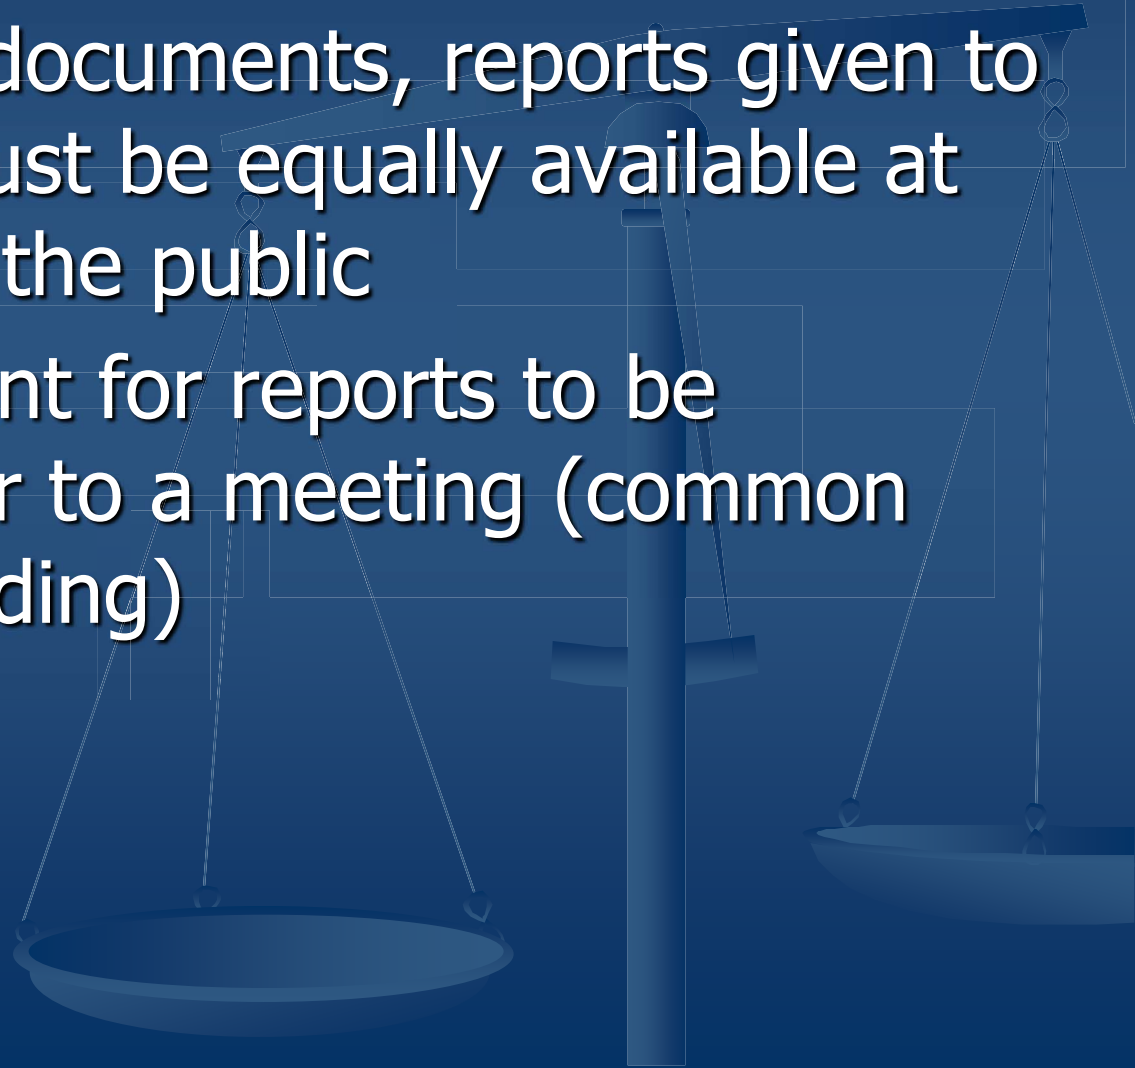 documents, reports given to
ust be equally available at
the public
nt for reports to be
r to a meeting (common
ding)